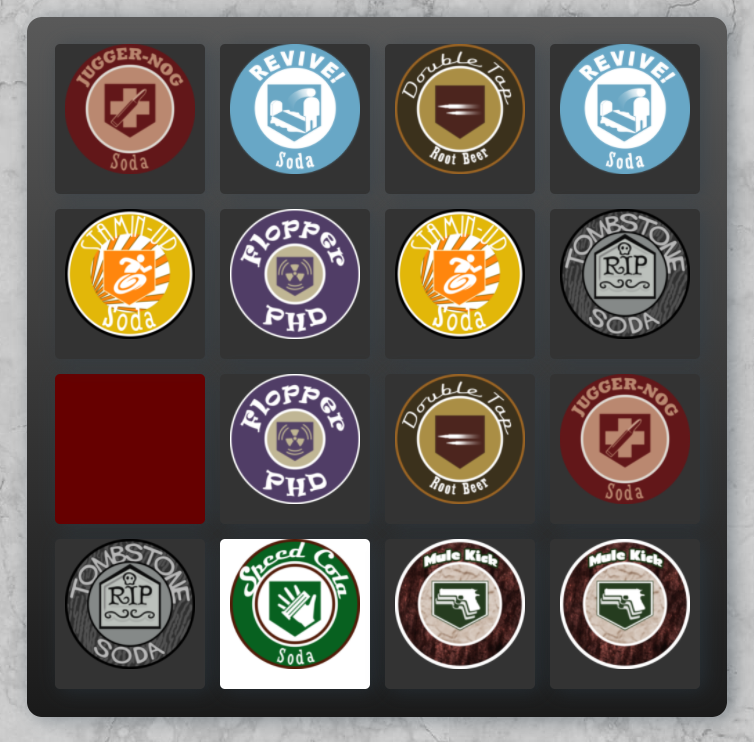 JUGGER-NOG
Soda
REVIVE!
Soda
Double Tap
Root Beer
REVIVE!
Soda
STAMIN-UP
Soda
Flopper
PHD
STAMIN-UP
Soda
TOMBSTONE
RIP
SODA
Flopper
PHD
Double Tap
Root Beer
JUGGER-NOG
Soda
TOMBSTONE
RIP
SODA
Speed Cola
Soda
Mule Kick
Mule Kick